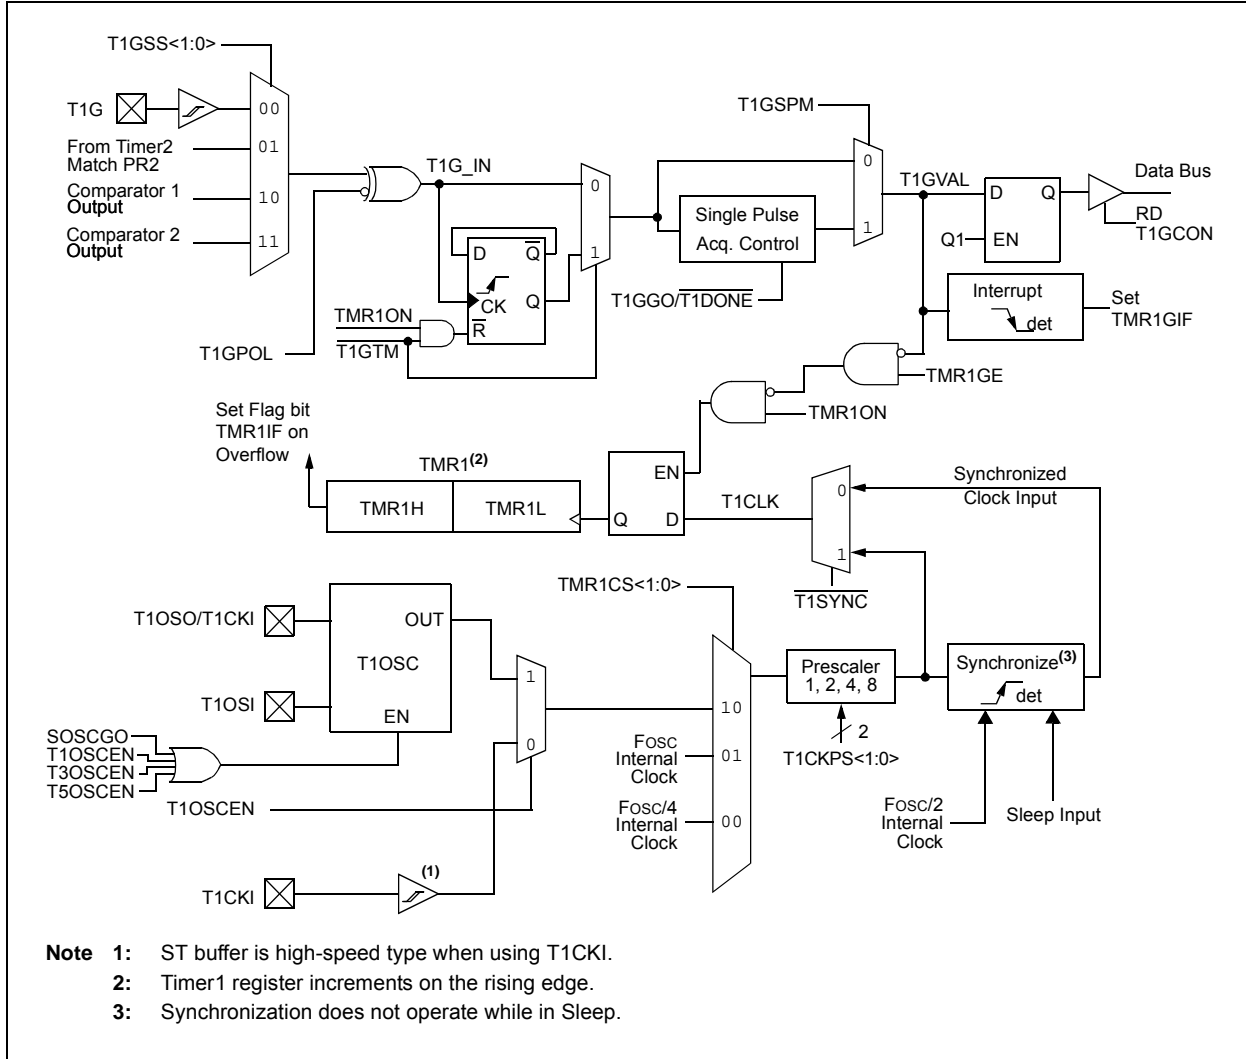 T1GSS<1:0>
T1G
00
From Timer2
Match PR2
01
Comparator 1
Output
10
Comparator 2
Output
11
T1GPOL
T1G_IN
D
Q
CK
Q
R
TMR1ON
T1GTM
0
1
Single Pulse
Acq. Control
T1GGO/T1DONE
T1GSPM
0
1
T1GVAL
D
Q
Q1
EN
Data Bus
RD
T1GCON
Interrupt
det
Set
TMR1GIF
TMR1GE
TMR1ON
Set Flag bit
TMR1IF on
Overflow
TMR1(2)
TMR1H
TMR1L
EN
Q
D
T1CLK
0
1
T1SYNC
Synchronized
Clock Input
T1OSO/T1CKI
T1OSI
OUT
T1OSC
EN
SOSCGO
T1OSCEN
T3OSCEN
T5OSCEN
T1OSCEN
1
0
T1CKI
(1)
TMR1CS<1:0>
10
FOSC
Internal
Clock
01
FOSC/4
Internal
Clock
00
Prescaler
1, 2, 4, 8
2
T1CKPS<1:0>
Synchronize(3)
det
FOSC/2
Internal
Clock
Sleep Input
Note 1: ST buffer is high-speed type when using T1CKI.
2: Timer1 register increments on the rising edge.
3: Synchronization does not operate while in Sleep.